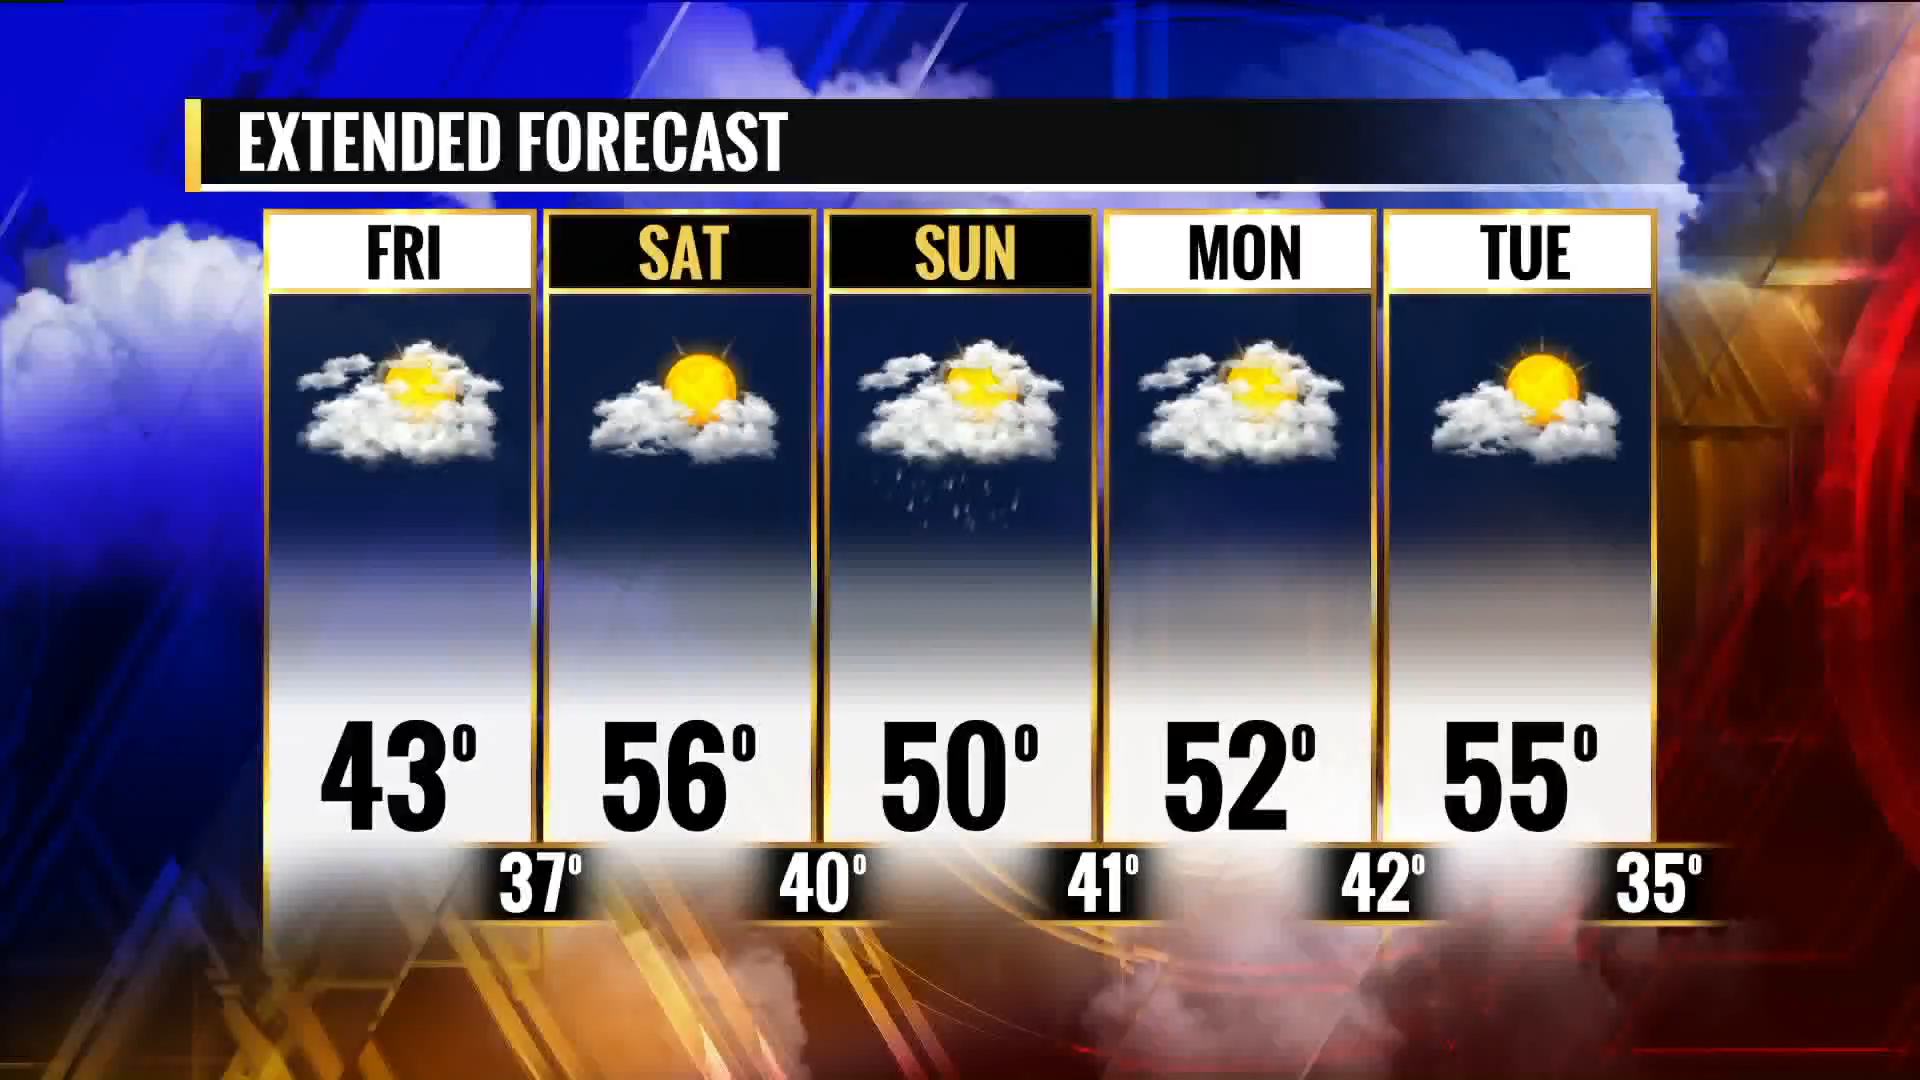 EXTENDED FORECAST
FRI SAT SUN MON TUE
43° 56° 50° 52° 55°
37° 40° 41° 42° 35°